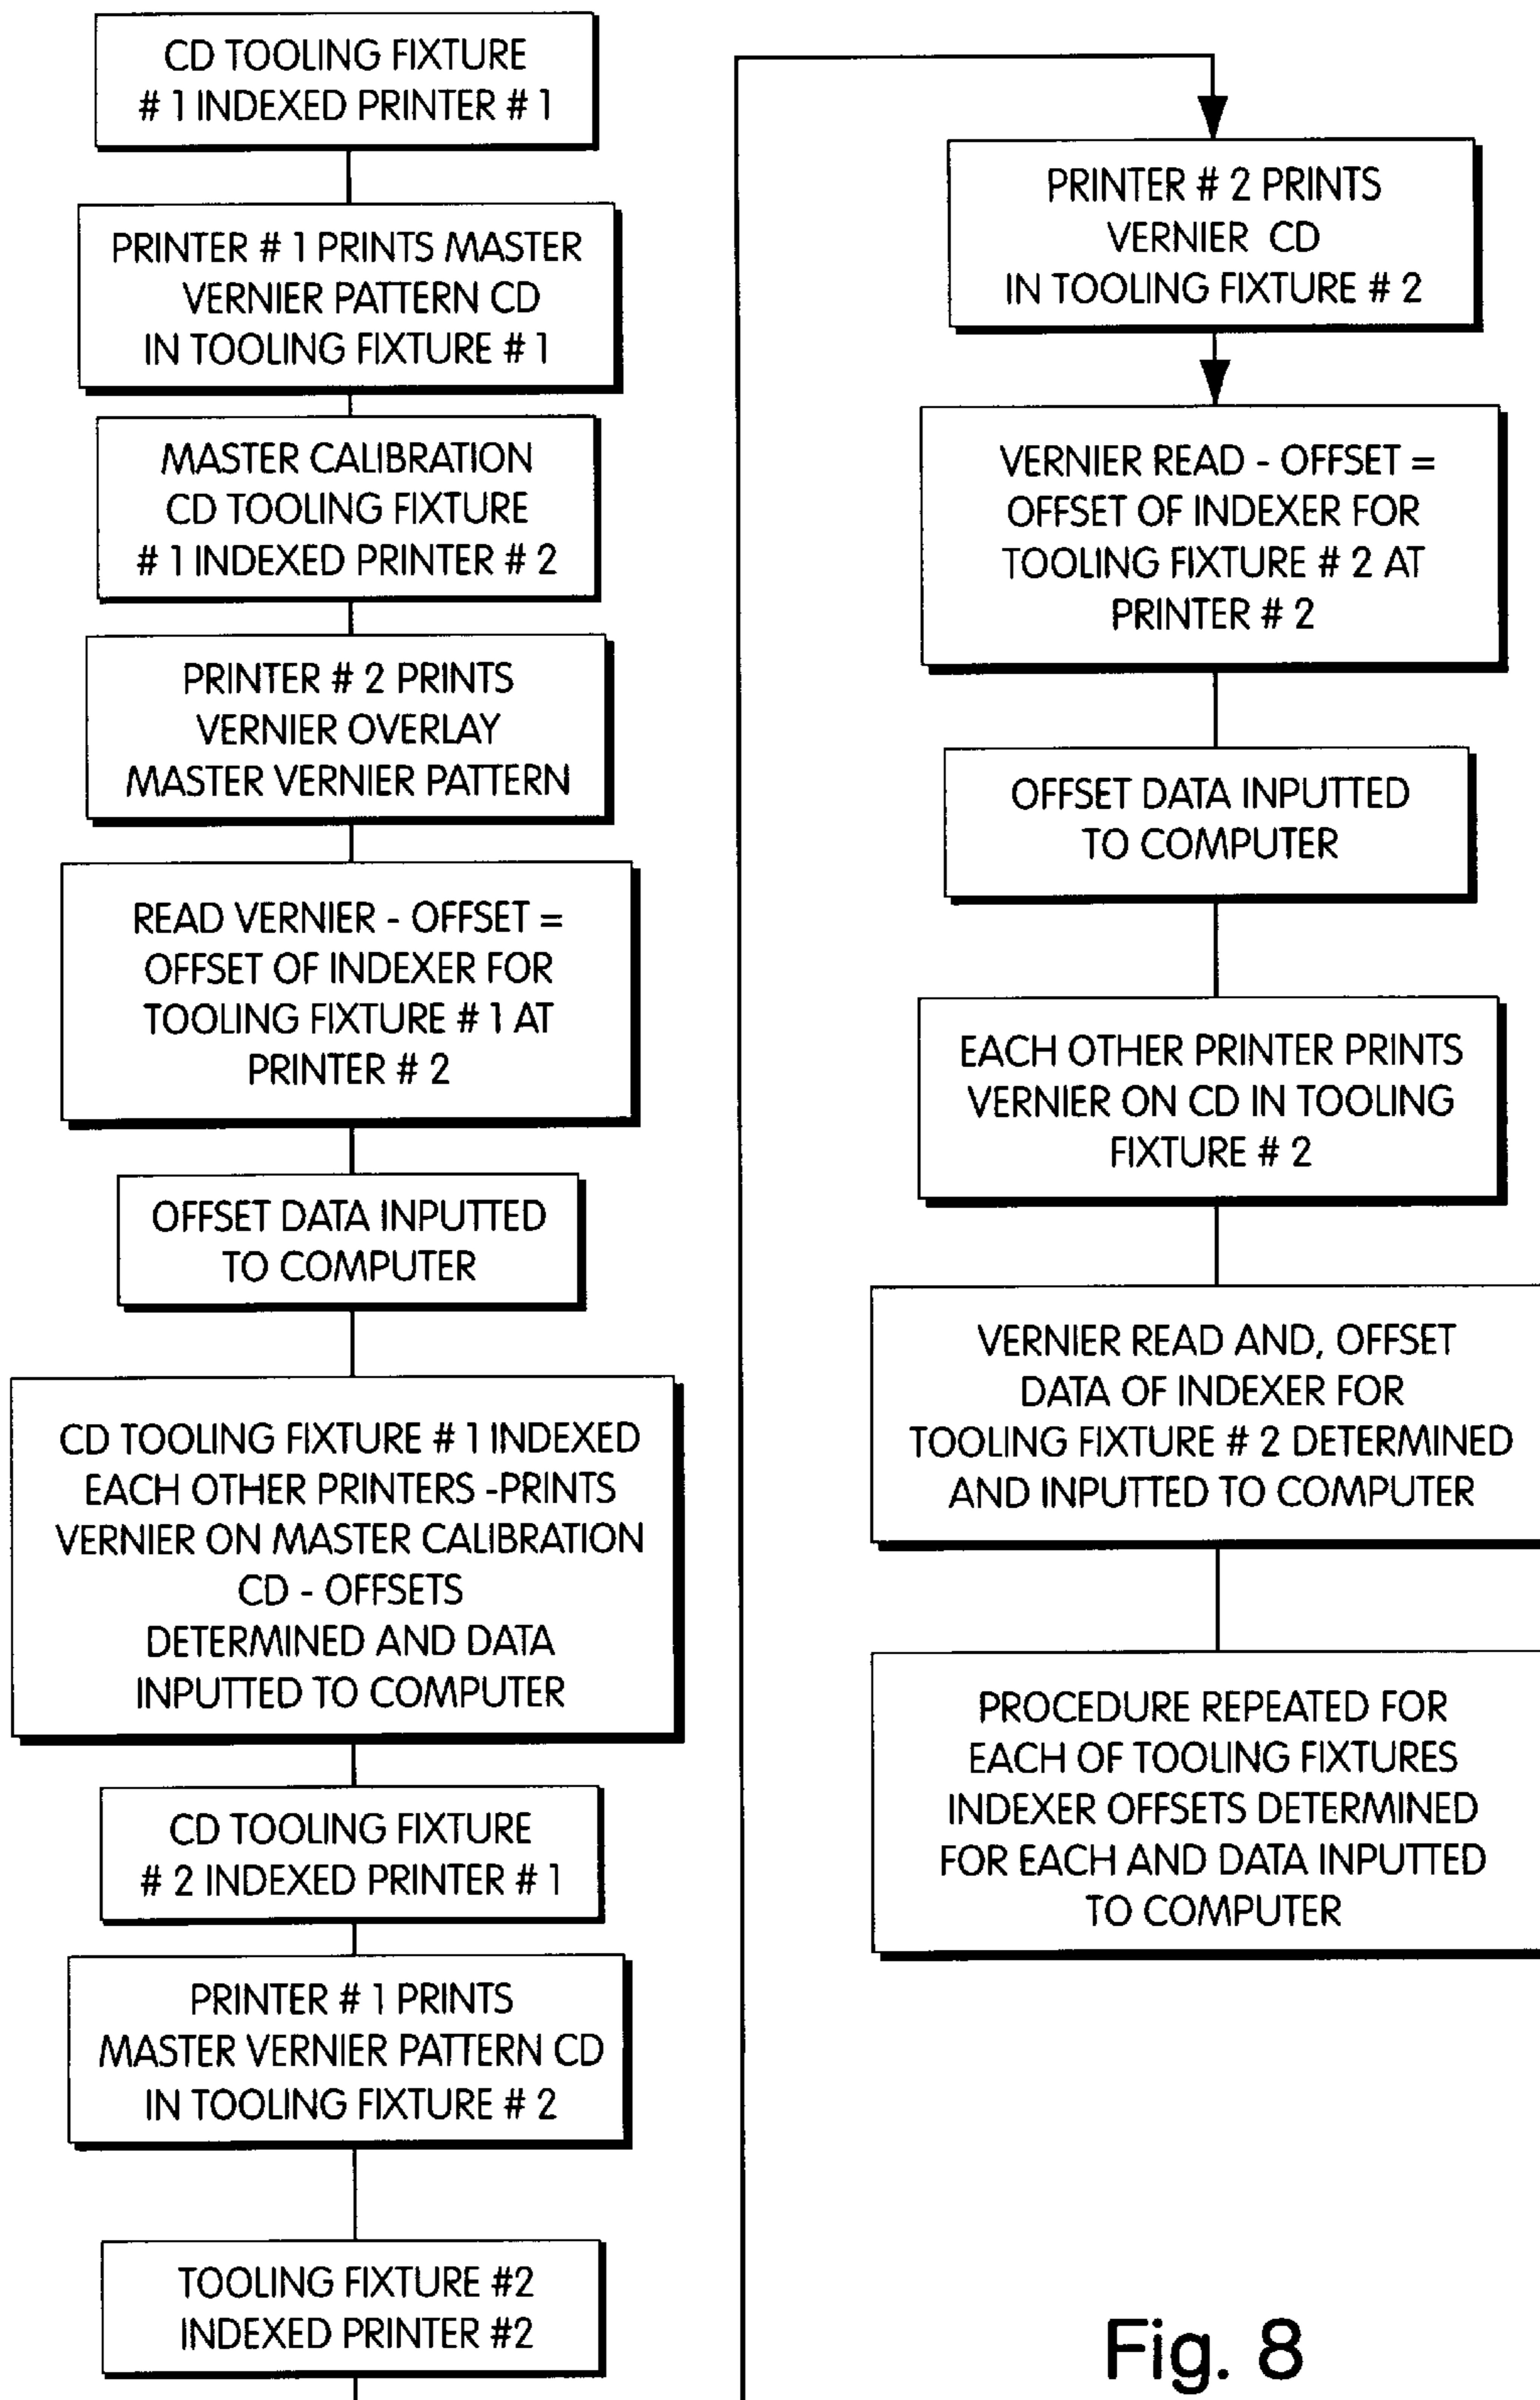 CD TOOLING FIXTURE
# 1 INDEXED PRINTER # 1
PRINTER # 1 PRINTS MASTER
VERNIER PATTERN CD
IN TOOLING FIXTURE # 1
MASTER CALIBRATION
CD TOOLING FIXTURE
# 1 INDEXED PRINTER # 2
PRINTER # 2 PRINTS
VERNIER OVERLAY
MASTER VERNIER PATTERN
READ VERNIER - OFFSET =
OFFSET OF INDEXER FOR
TOOLING FIXTURE # 1 AT
PRINTER # 2
OFFSET DATA INPUTTED
TO COMPUTER
CD TOOLING FIXTURE # 1 INDEXED
EACH OTHER PRINTERS -PRINTS
VERNIER ON MASTER CALIBRATION
CD - OFFSETS
DETERMINED AND DATA
INPUTTED TO COMPUTER
CD TOOLING FIXTURE
# 2 INDEXED PRINTER # 1
PRINTER # 1 PRINTS
MASTER VERNIER PATTERN CD
IN TOOLING FIXTURE # 2
TOOLING FIXTURE #2
INDEXED PRINTER #2
PRINTER # 2 PRINTS
VERNIER CD
IN TOOLING FIXTURE # 2
VERNIER READ - OFFSET =
OFFSET OF INDEXER FOR
TOOLING FIXTURE # 2 AT
PRINTER # 2
OFFSET DATA INPUTTED
TO COMPUTER
EACH OTHER PRINTER PRINTS
VERNIER ON CD IN TOOLING
FIXTURE # 2
VERNIER READ AND, OFFSET
DATA OF INDEXER FOR
TOOLING FIXTURE # 2 DETERMINED
AND INPUTTED TO COMPUTER
PROCEDURE REPEATED FOR
EACH OF TOOLING FIXTURES
INDEXER OFFSETS DETERMINED
FOR EACH AND DATA INPUTTED
TO COMPUTER
Fig. 8